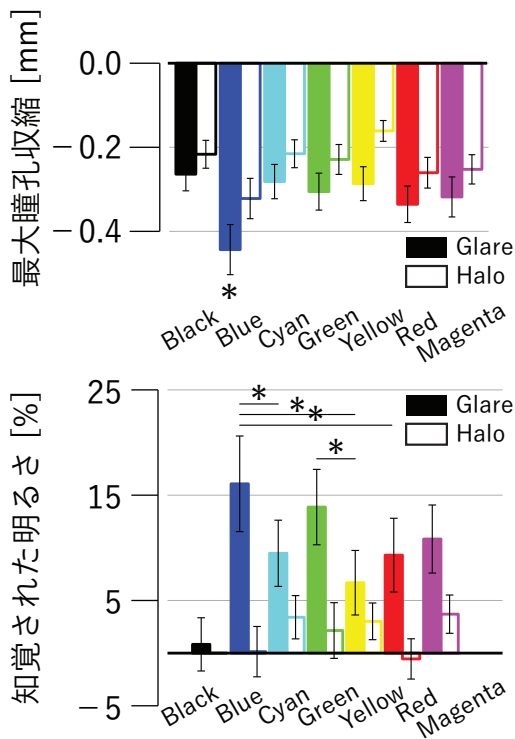 最大瞳孔収縮 [mm]
0.0
−0.2
−0.4
Glare
Halo
*
Black
Blue
Cyan
Green
Yellow
Red
Magenta
知覚された明るさ [%]
25
15
5
−5
Glare
Halo
*
*
*
*
Black
Blue
Cyan
Green
Yellow
Red
Magenta